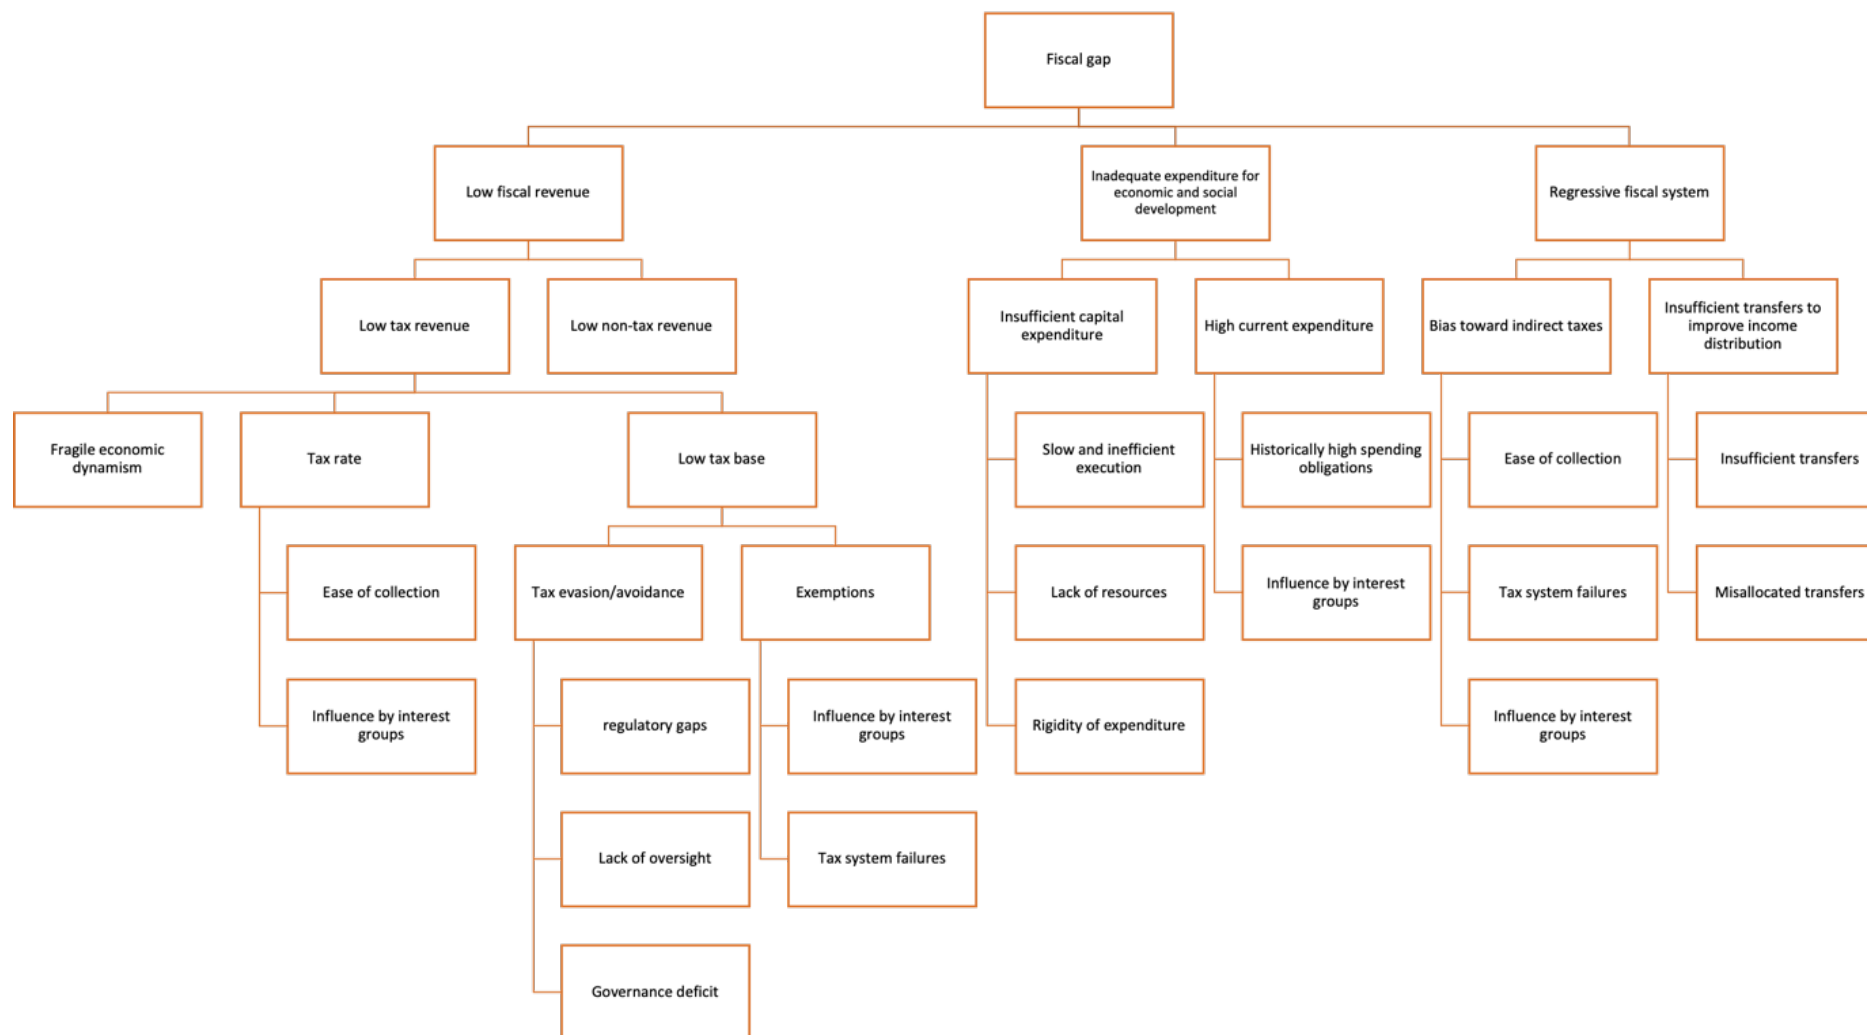 Fiscal gap
Low fiscal revenue
Inadequate expenditure for
economic and social
development
Regressive fiscal system
Low tax revenue
Low non-tax revenue
Insufficient capital
expenditure
High current expenditure
Bias toward indirect taxes
Insufficient transfers to
improve income
distribution
Fragile economic
dynamism
Tax rate
Low tax base
Slow and inefficient
execution
Historically high spending
obligations
Ease of collection
Insufficient transfers
Ease of collection
Tax evasion/avoidance
Exemptions
Lack of resources
Influence by interest
groups
Tax system failures
Misallocated transfers
Influence by interest
groups
regulatory gaps
Influence by interest
groups
Rigidity of expenditure
Influence by interest
groups
Lack of oversight
Tax system failures
Governance deficit